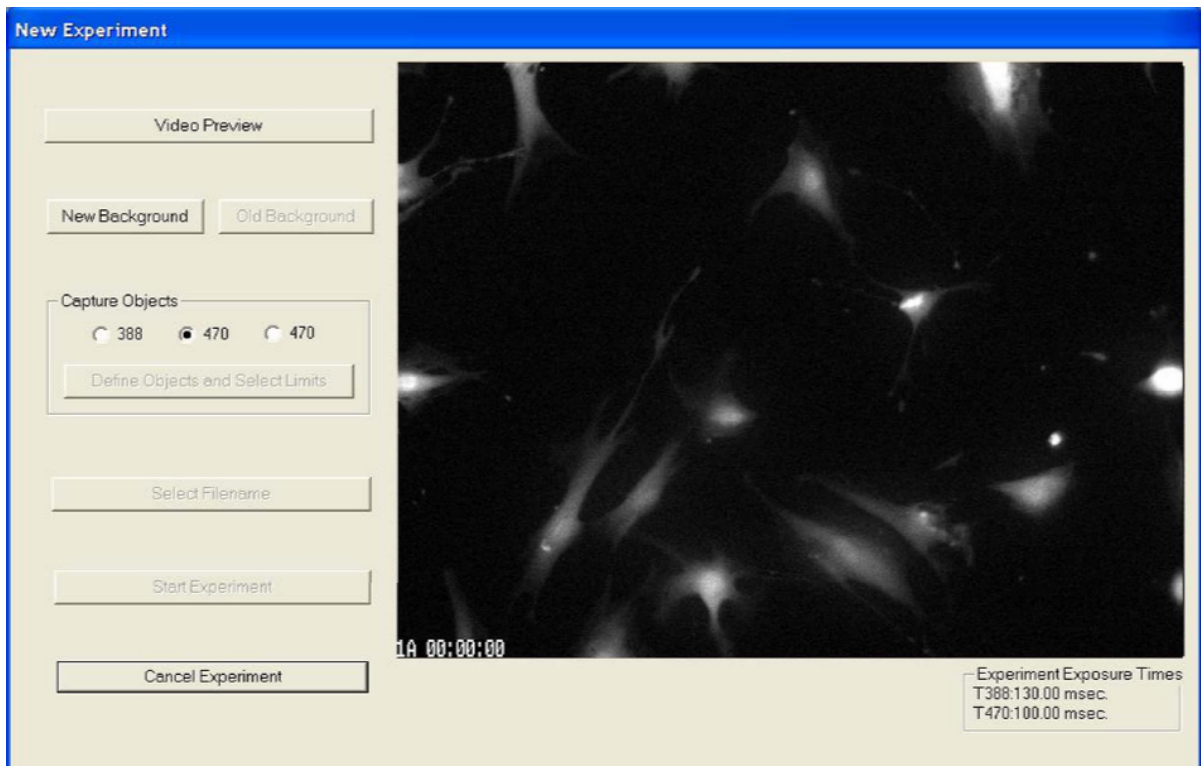 New Experiment
Video Preview
New Background Old Background
Capture Objects
388 470 470
Define Objects and Select Limits
Select Filename
Start Experiment
Cancel Experiment
1A 00:00:00
Experiment Exposure Times
T388:130.00 msec.
T470:100.00 msec.